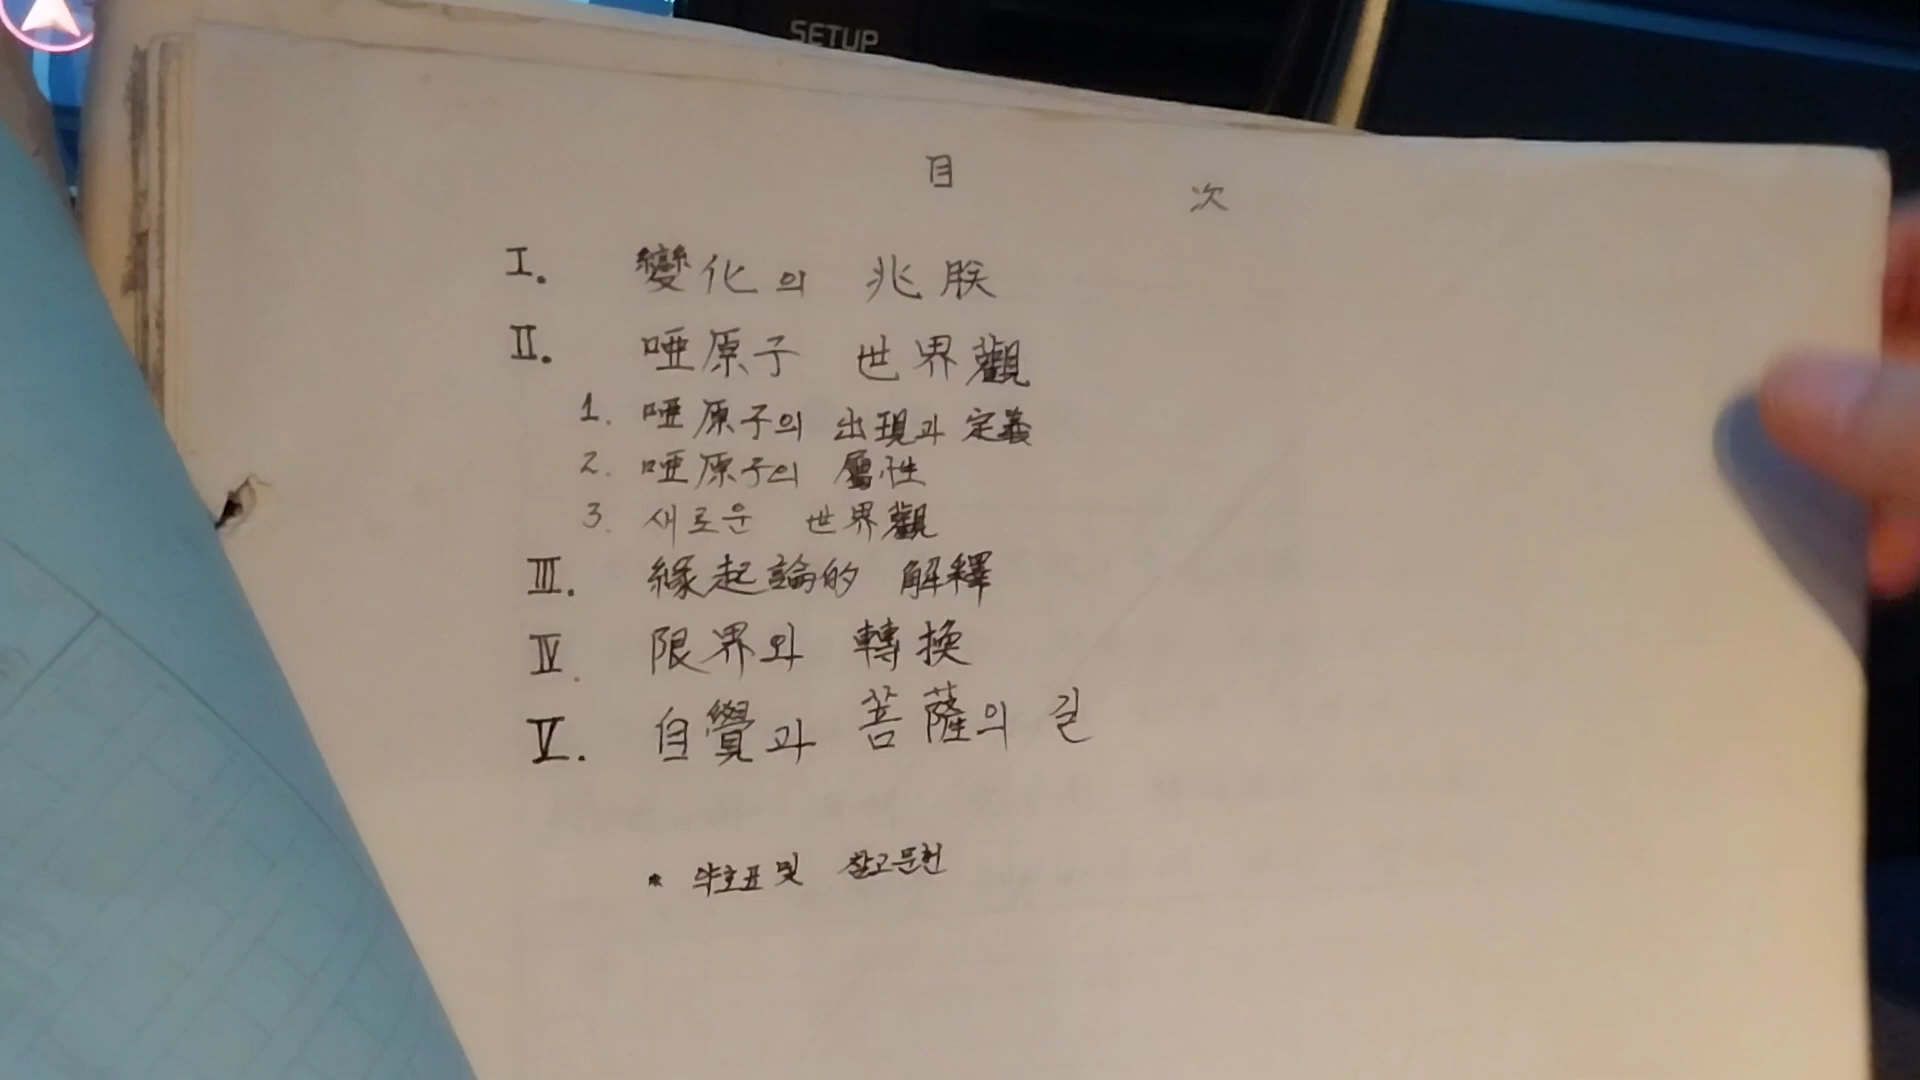 SETUP
目 次
I. 變化의 兆朕
II. 啞原子 世界觀
1. 啞原子의 出現과 定義
2. 啞原子의 屬性
3. 새로운 世界觀
III. 緣起論的 解釋
IV. 限界와 轉換
V. 自覺과 菩薩의 길
* 약호표 및 참고문헌